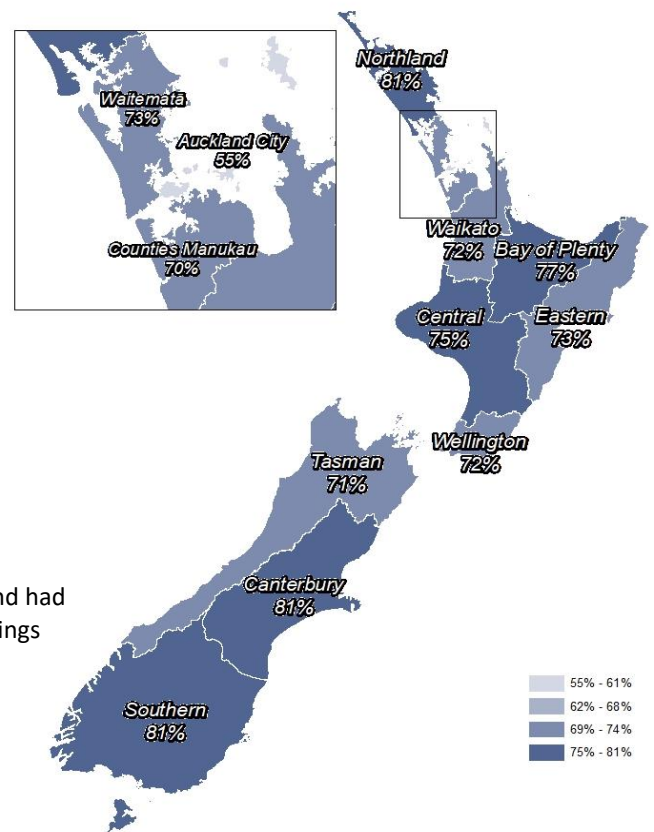 Northland
81%
Waitematā
73%
Auckland City
55%
Counties Manukau
70%
Waikato
72%
Bay of Plenty
77%
Central
75%
Eastern
73%
Wellington
72%
Tasman
71%
Canterbury
81%
Southern
81%
nd had
ings
55% - 61%
62% - 68%
69% - 74%
75% - 81%